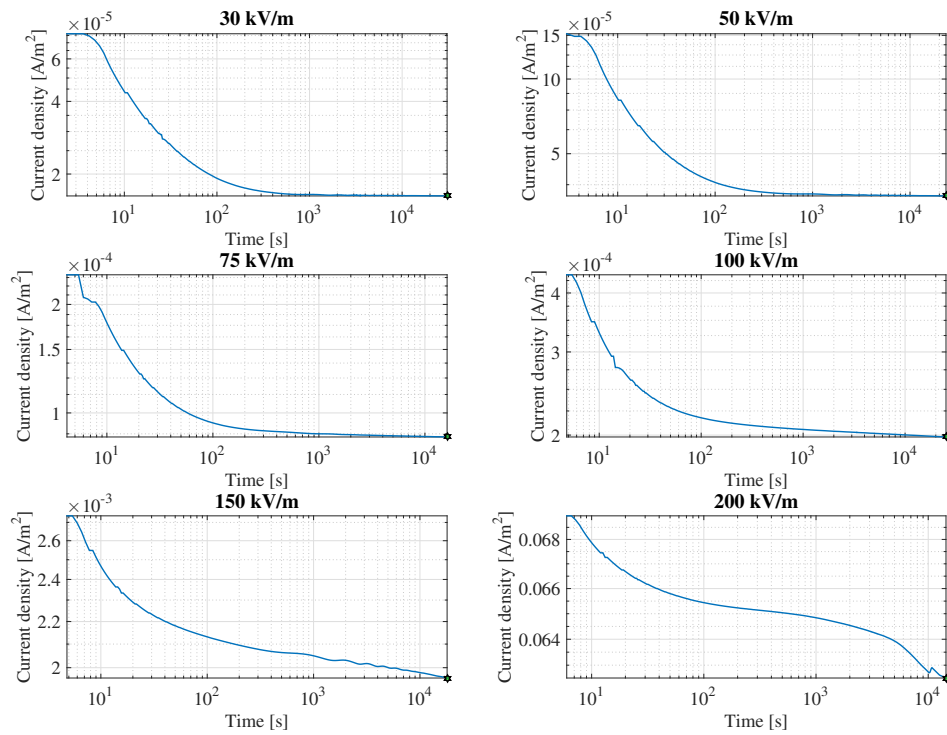 30 kV/m
×10⁻⁵
Current density [A/m²]
6
4
2
10¹ 10² 10³ 10⁴
Time [s]
50 kV/m
×10⁻⁵
Current density [A/m²]
15
10
5
10¹ 10² 10³ 10⁴
Time [s]
75 kV/m
×10⁻⁴
Current density [A/m²]
2
1.5
1
10¹ 10² 10³ 10⁴
Time [s]
100 kV/m
×10⁻⁴
Current density [A/m²]
4
3
2
10¹ 10² 10³ 10⁴
Time [s]
150 kV/m
×10⁻³
Current density [A/m²]
2.6
2.4
2.2
2
10¹ 10² 10³ 10⁴
Time [s]
200 kV/m
Current density [A/m²]
0.068
0.066
0.064
10¹ 10² 10³ 10⁴
Time [s]